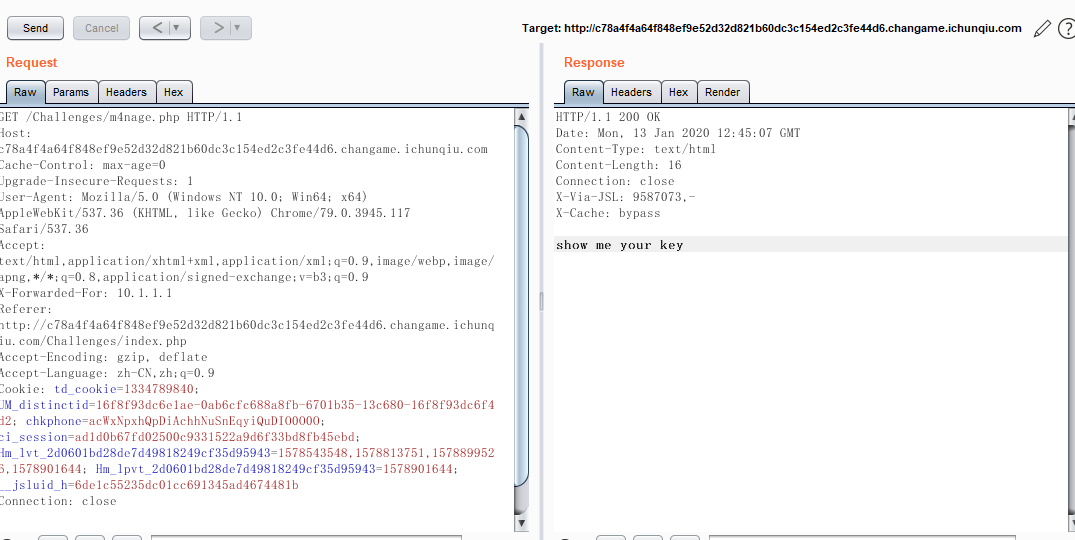 Send Cancel < > Target: http://c78a4f4a64f848ef9e52d32d821b60dc3c154ed2c3fe44d6.changame.ichunqiu.com ?
Request
Raw Params Headers Hex
GET /Challenges/m4nage.php HTTP/1.1
Host:
c78a4f4a64f848ef9e52d32d821b60dc3c154ed2c3fe44d6.changame.ichunqiu.com
Cache-Control: max-age=0
Upgrade-Insecure-Requests: 1
User-Agent: Mozilla/5.0 (Windows NT 10.0; Win64; x64)
AppleWebKit/537.36 (KHTML, like Gecko) Chrome/79.0.3945.117
Safari/537.36
Accept:
text/html,application/xhtml+xml,application/xml;q=0.9,image/webp,image/
apng,*/*;q=0.8,application/signed-exchange;v=b3;q=0.9
X-Forwarded-For: 10.1.1.1
Referer:
http://c78a4f4a64f848ef9e52d32d821b60dc3c154ed2c3fe44d6.changame.ichunq
iu.com/Challenges/index.php
Accept-Encoding: gzip, deflate
Accept-Language: zh-CN,zh;q=0.9
Cookie: td_cookie=1334789840;
UM_distinctid=16f8f93dc6e1ae-0ab6cfc688a8fb-6701b35-13c680-16f8f93dc6f4
d2; chkphone=acWxNpxhQpDiAchhNuSnEqyiQuDIO0O0O;
ci_session=ad1d0b67fd02500c9331522a9d6f33bd8fb45ebd;
Hm_lvt_2d0601bd28de7d49818249cf35d95943=1578543548,1578813751,157889952
6,1578901644; Hm_lpvt_2d0601bd28de7d49818249cf35d95943=1578901644;
__jsluid_h=6de1c55235dc01cc691345ad4674481b
Connection: close
Response
Raw Headers Hex Render
HTTP/1.1 200 OK
Date: Mon, 13 Jan 2020 12:45:07 GMT
Content-Type: text/html
Content-Length: 16
Connection: close
X-Via-JSL: 9587073,-
X-Cache: bypass
show me your key